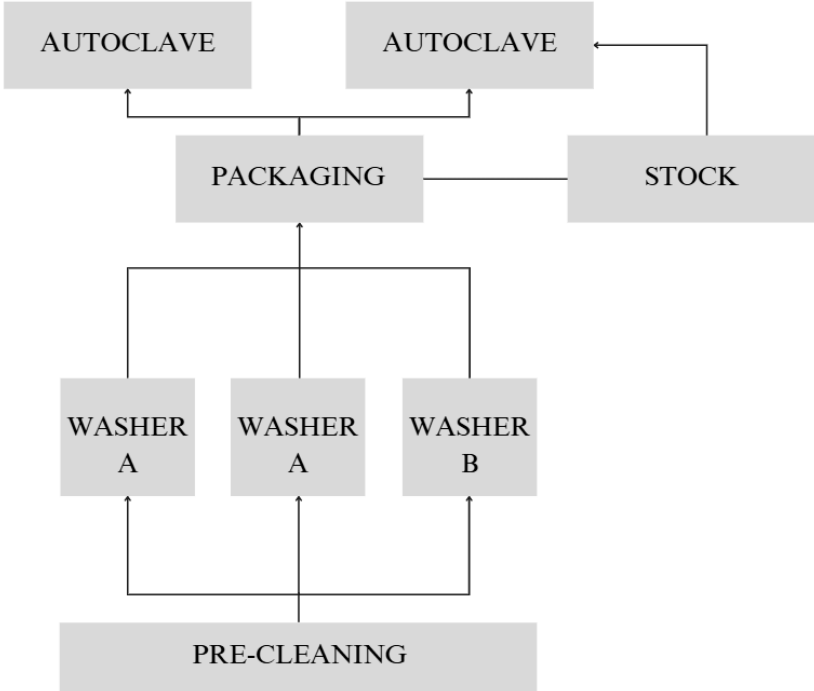 AUTOCLAVE
AUTOCLAVE
PACKAGING
STOCK
WASHER
A
WASHER
A
WASHER
B
PRE-CLEANING